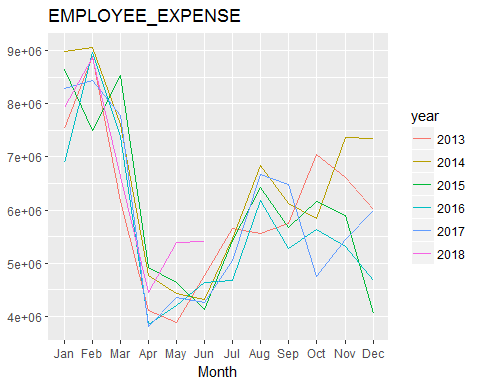 EMPLOYEE_EXPENSE
9e+06
8e+06
7e+06
6e+06
5e+06
4e+06
Jan Feb Mar Apr May Jun Jul Aug Sep Oct Nov Dec
Month
year
2013
2014
2015
2016
2017
2018